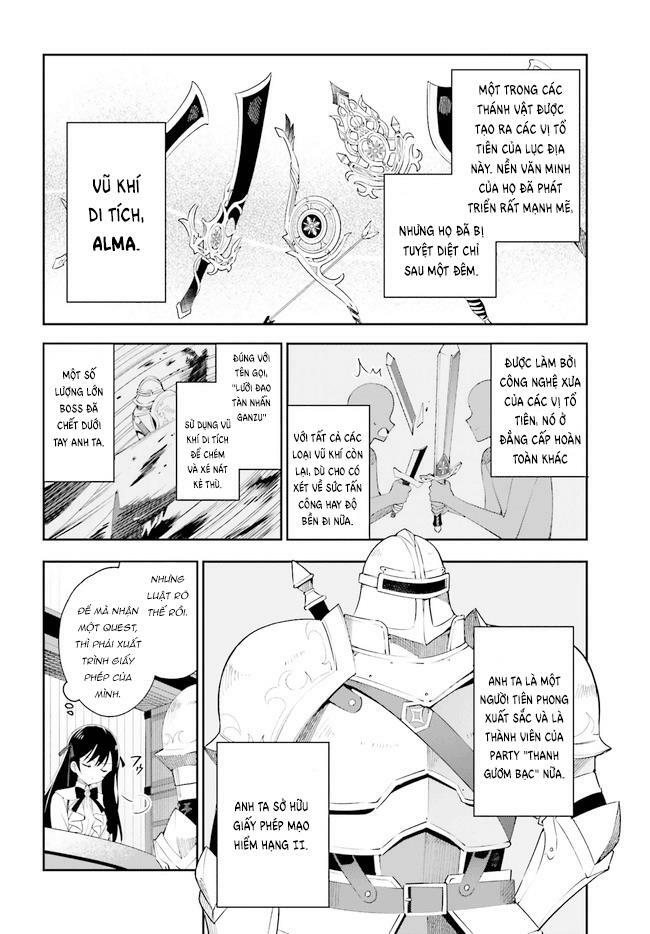 MỘT TRONG CÁC
THÁNH VẬT ĐƯỢC
TẠO RA CÁC VỊ TỔ
TIÊN CỦA LỤC ĐỊA
NÀY. NỀN VĂN MINH
CỦA HỌ ĐÃ PHÁT
TRIỂN RẤT MẠNH MẼ,
NHƯNG HỌ ĐÃ BỊ
TUYỆT DIỆT CHỈ
SAU MỘT ĐÊM.
VŨ KHÍ
DI TÍCH,
ALMA.
ĐƯỢC LÀM BỞI
CÔNG NGHỆ XƯA
CỦA CÁC VỊ TỔ
TIÊN, NÓ Ở
ĐẲNG CẤP HOÀN
TOÀN KHÁC
VỚI TẤT CẢ CÁC
LOẠI VŨ KHÍ CÒN
LẠI, DÙ CHO CÓ
XÉT VỀ SỨC TẤN
CÔNG HAY ĐỘ
BỀN ĐI NỮA.
ĐÚNG VỚI
TÊN GỌI,
"LƯỠI ĐAO
TÀN NHẪN
GANZU"
SỬ DỤNG VŨ
KHÍ DI TÍCH
ĐỂ CHÉM
VÀ XÉ NÁT
KẺ THÙ.
MỘT SỐ
LƯỢNG LỚN
BOSS ĐÃ
CHẾT DƯỚI
TAY ANH TA.
ANH TA LÀ MỘT
NGƯỜI TIÊN PHONG
XUẤT SẮC VÀ LÀ
THÀNH VIÊN CỦA
PARTY "THANH
GƯƠM BẠC" NỮA.
ANH TA SỞ HỮU
GIẤY PHÉP MẠO
HIỂM HẠNG II.
NHƯNG
LUẬT RÕ
THẾ RỒI.
ĐỂ MÀ NHẬN
MỘT QUEST,
THÌ PHẢI XUẤT
TRÌNH GIẤY
PHÉP CỦA
MÌNH.